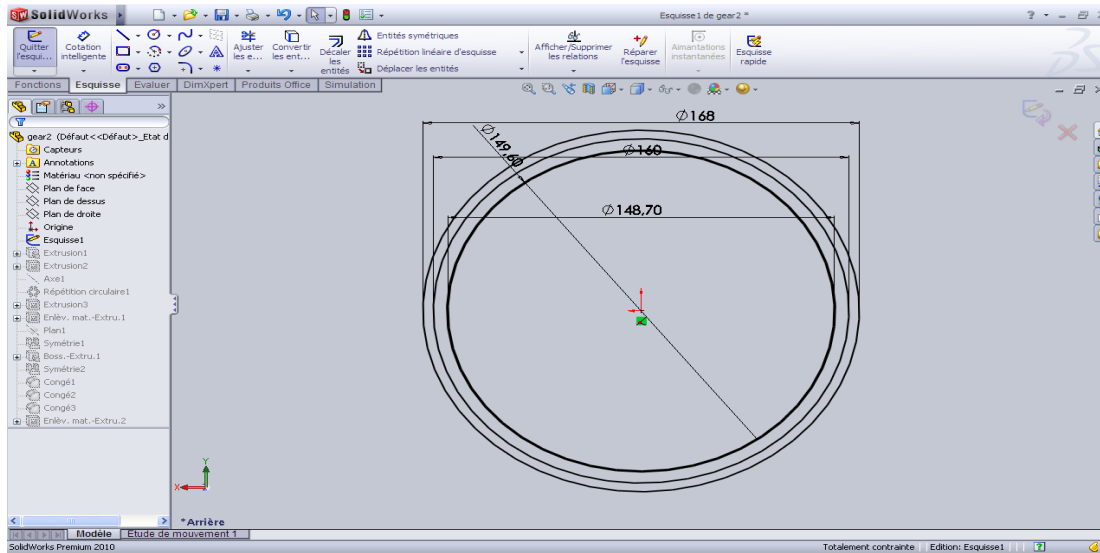 SolidWorks
Esquisse1 de gear2 *
Quitter l'esqui...
Cotation intelligente
Ajuster les e...
Convertir les ent...
Décaler les entités
Entités symétriques
Répétition linéaire d'esquisse
Déplacer les entités
Afficher/Supprimer les relations
Réparer l'esquisse
Aimantations instantanées
Esquisse rapide
Fonctions
Esquisse
Evaluer
DimXpert
Produits Office
Simulation
gear2 (Défaut<<Défaut>_Etat d
Capteurs
Annotations
Matériau <non spécifié>
Plan de face
Plan de dessus
Plan de droite
Origine
Esquisse1
Extrusion1
Extrusion2
Axe1
Répétition circulaire1
Extrusion3
Enlèv. mat.-Extru.1
Plan1
Symétrie1
Boss.-Extru.1
Symétrie2
Congé1
Congé2
Congé3
Enlèv. mat.-Extru.2
Ø168
Ø149,60
Ø160
Ø148,70
Y
X
*Arrière
Modèle
Etude de mouvement 1
SolidWorks Premium 2010
Totalement contrainte
Edition: Esquisse1